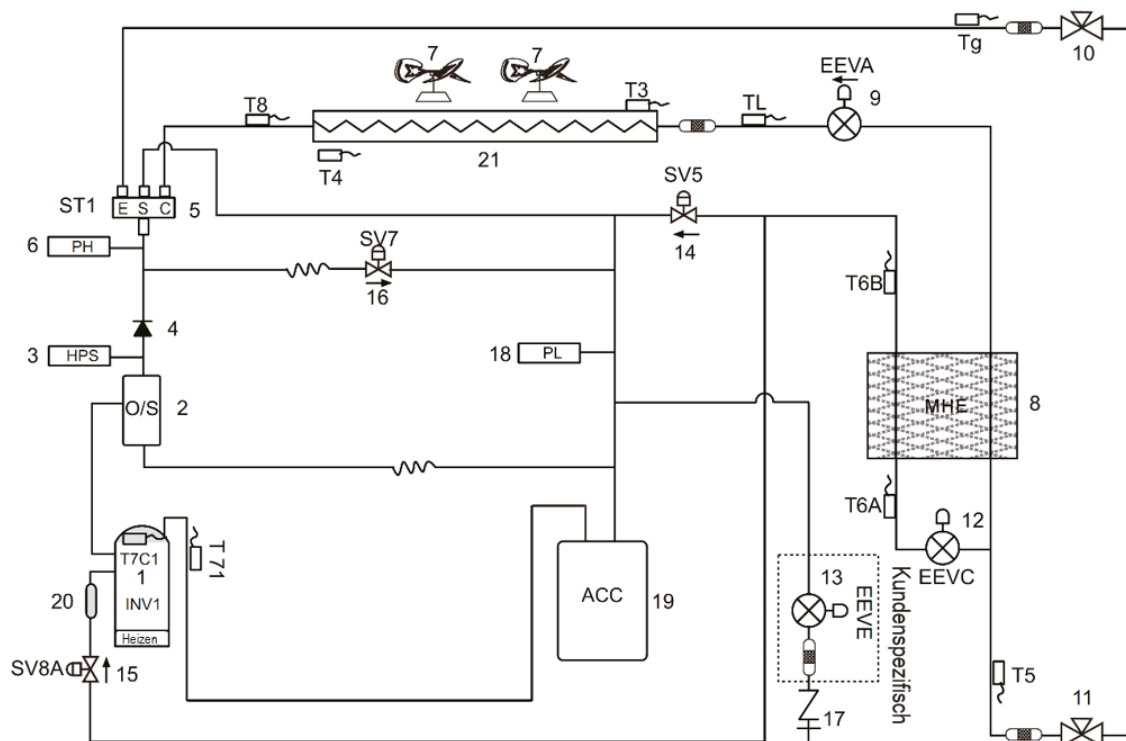 7
7
Tg
10
EEVA
9
T8
T3
TL
T4
21
ST1
E S C
5
SV5
14
6
PH
SV7
16
T6B
4
3
HPS
18
PL
O/S
2
MHE
8
T6A
12
EEVC
T71
T7C1
1
INV1
Heizen
20
ACC
19
13
EEVE
Kundenspezifisch
SV8A
15
T5
17
11